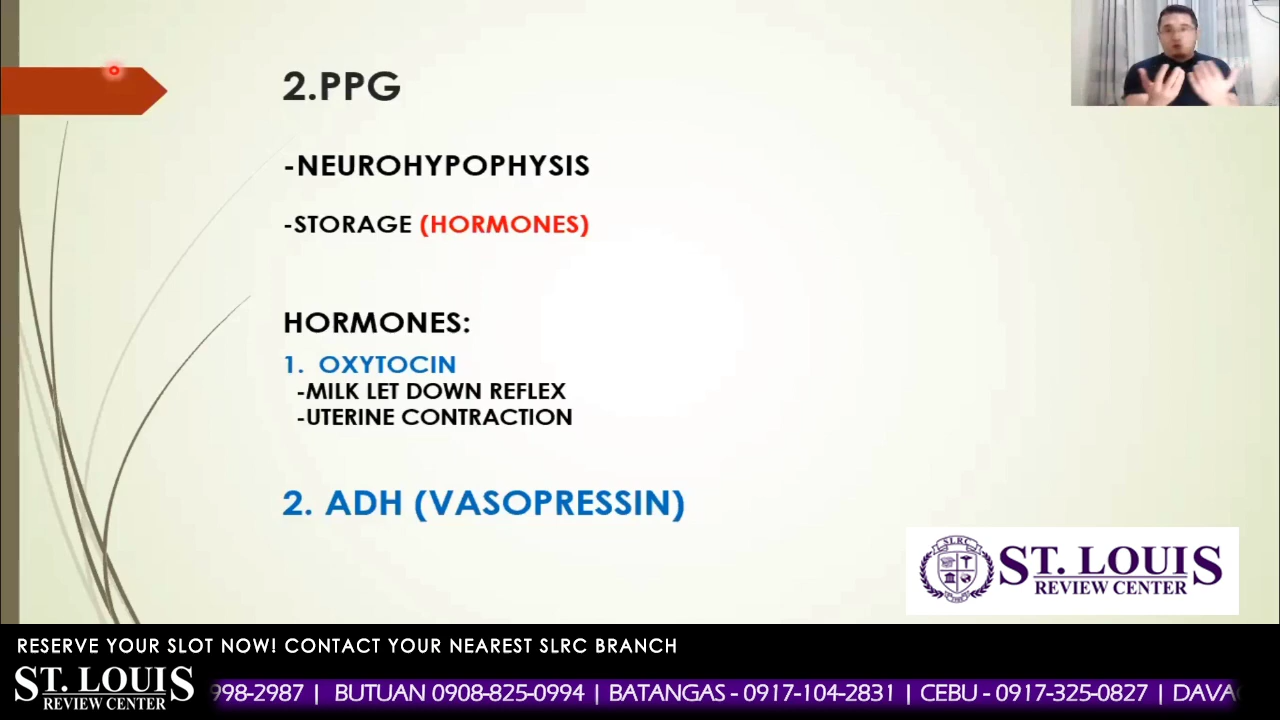 2.PPG
-NEUROHYPOPHYSIS
-STORAGE (HORMONES)
HORMONES:
1. OXYTOCIN
-MILK LET DOWN REFLEX
-UTERINE CONTRACTION
2. ADH (VASOPRESSIN)
SLRC
ST. LOUIS
REVIEW CENTER
RESERVE YOUR SLOT NOW! CONTACT YOUR NEAREST SLRC BRANCH
ST. LOUIS
REVIEW CENTER
998-2987 | BUTUAN 0908-825-0994 | BATANGAS - 0917-104-2831 | CEBU - 0917-325-0827 | DAVA